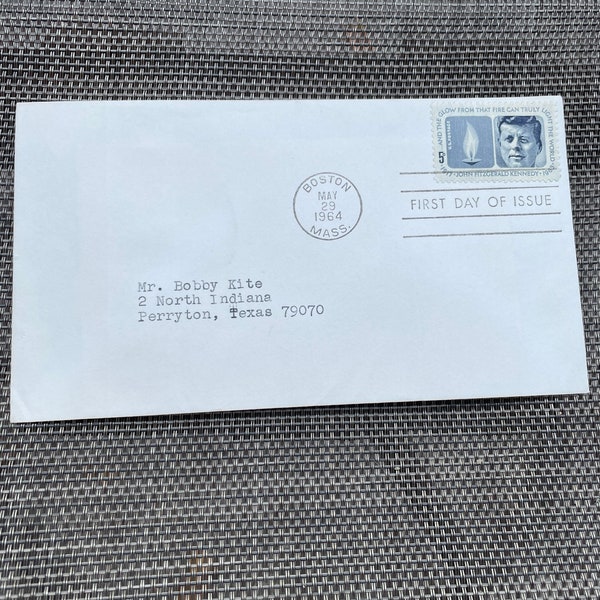 AND THE GLOW FROM THAT FIRE CAN TRULY LIGHT THE WORLD
5¢
U.S. POSTAGE
JOHN FITZGERALD KENNEDY
BOSTON
MAY
29
1964
MASS.
FIRST DAY OF ISSUE
Mr. Bobby Kite
2 North Indiana
Perryton, Texas 79070